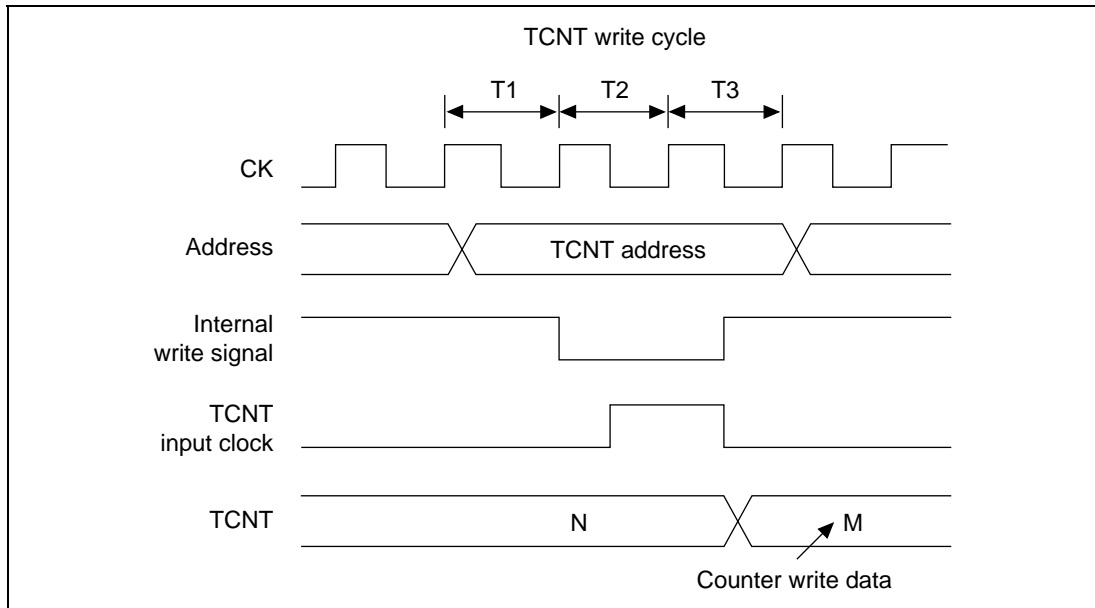 TCNT write cycle
T1 T2 T3
CK
Address
TCNT address
Internal
write signal
TCNT
input clock
TCNT
N
M
Counter write data